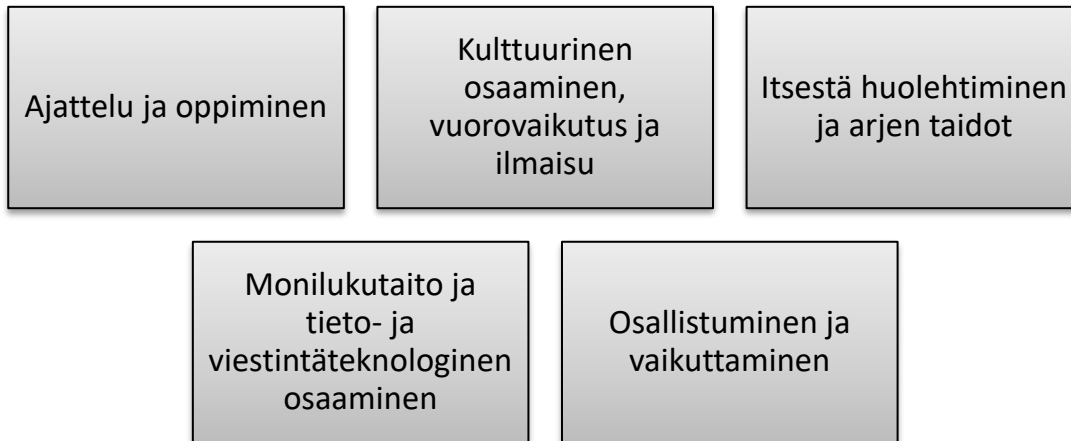 Ajattelu ja oppiminen
Kulttuurinen
osaaminen,
vuorovaikutus ja
ilmaisu
Itsestä huolehtiminen
ja arjen taidot
Monilukutaito ja
tieto- ja
viestintäteknologinen
osaaminen
Osallistuminen ja
vaikuttaminen